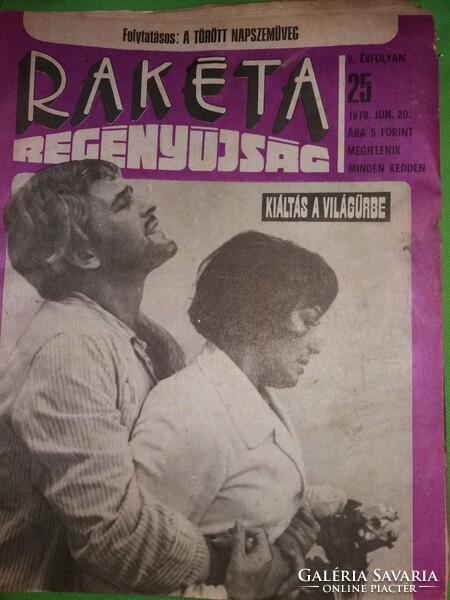 Folytatásos: A TÖRÖTT NAPSZEMÜVEG
RAKÉTA
REGÉNYÚJSÁG
V. ÉVFOLYAM
25
1978. JÚN. 20.
ÁRA 5 FORINT
MEGJELENIK
MINDEN KEDDEN
KIÁLTÁS A VILÁGŰRBE
GALÉRIA SAVARIA
ONLINE PIACTÉR